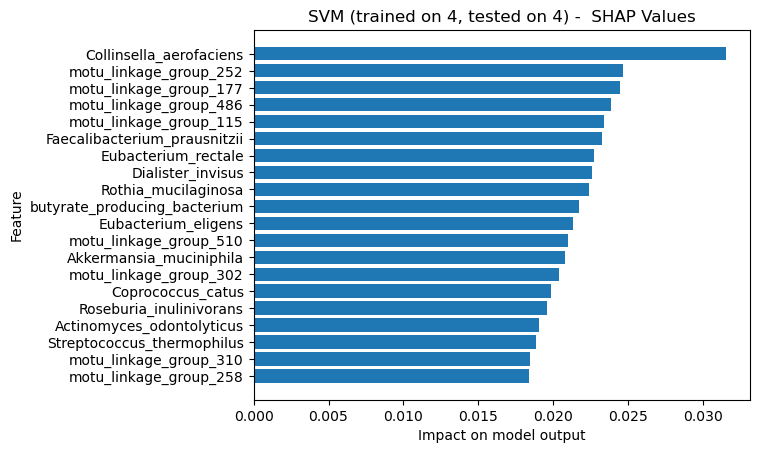 SVM (trained on 4, tested on 4) -  SHAP Values
Feature
Collinsella_aerofaciens
motu_linkage_group_252
motu_linkage_group_177
motu_linkage_group_486
motu_linkage_group_115
Faecalibacterium_prausnitzii
Eubacterium_rectale
Dialister_invisus
Rothia_mucilaginosa
butyrate_producing_bacterium
Eubacterium_eligens
motu_linkage_group_510
Akkermansia_muciniphila
motu_linkage_group_302
Coprococcus_catus
Roseburia_inulinivorans
Actinomyces_odontolyticus
Streptococcus_thermophilus
motu_linkage_group_310
motu_linkage_group_258
0.000 0.005 0.010 0.015 0.020 0.025 0.030
Impact on model output